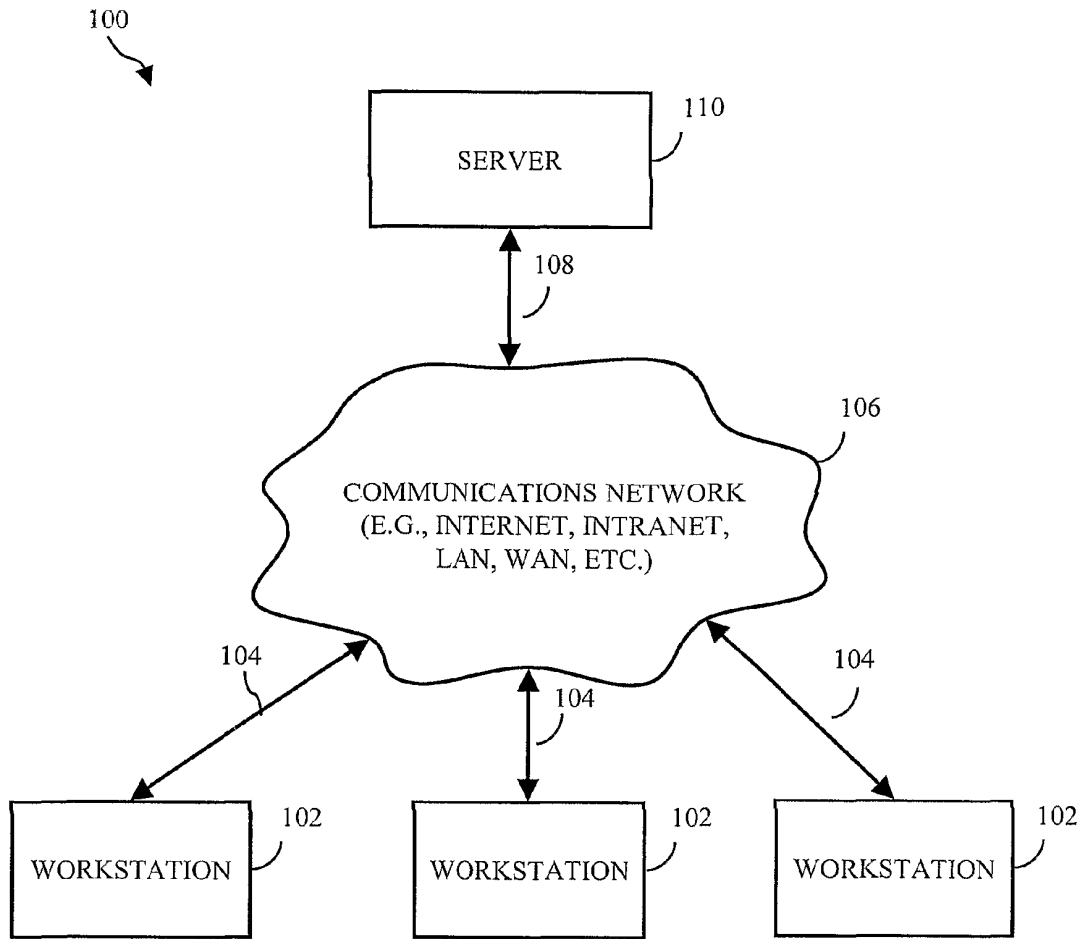 100
110
SERVER
108
106
COMMUNICATIONS NETWORK
(E.G., INTERNET, INTRANET,
LAN, WAN, ETC.)
104
104
104
102
102
102
WORKSTATION
WORKSTATION
WORKSTATION